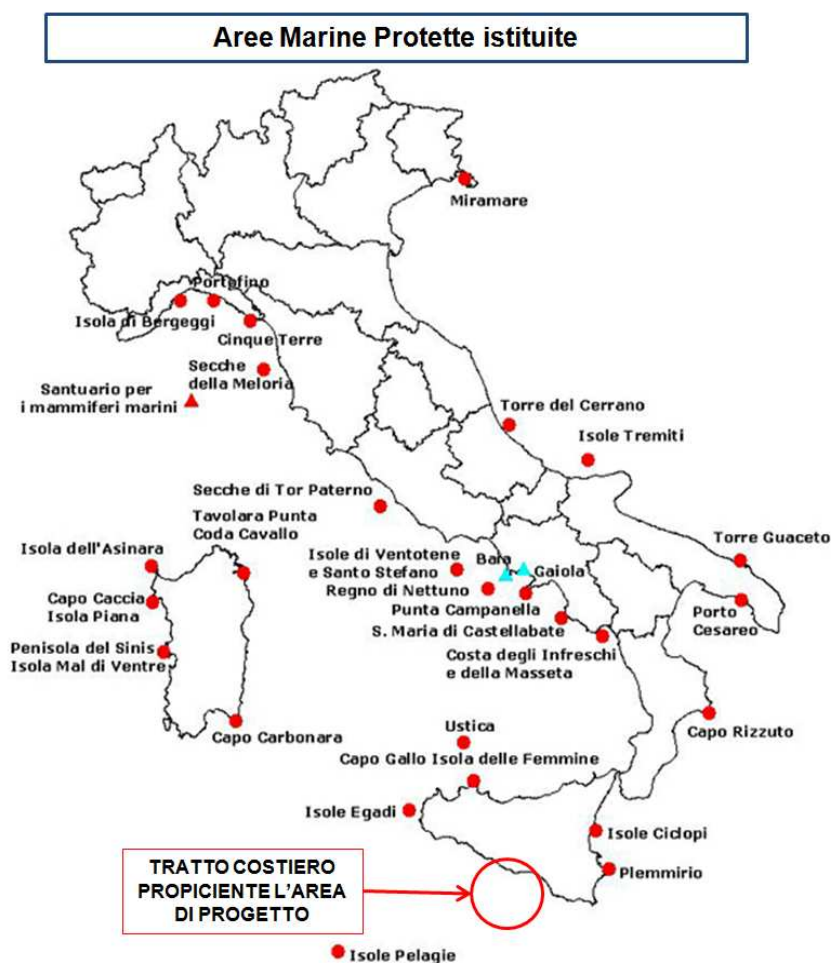 Aree Marine Protette istituite
Miramare
Portofino
Isola di Bergeggi
Cinque Terre
Secche
della Meloria
Santuario per
i mammiferi marini
Torre del Cerrano
Isole Tremiti
Secche di Tor Paterno
Tavolara Punta
Coda Cavallo
Isola dell'Asinara
Isole di Ventotene
e Santo Stefano
Baia
Gaiola
Torre Guaceto
Regno di Nettuno
Capo Caccia
Isola Piana
Punta Campanella
Porto
Cesareo
S. Maria di Castellabate
Penisola del Sinis
Isola Mal di Ventre
Costa degli Infreschi
e della Masseta
Capo Carbonara
Ustica
Capo Rizzuto
Capo Gallo Isola delle Femmine
Isole Egadi
Isole Ciclopi
TRATTO COSTIERO
PROPICIENTE L'AREA
DI PROGETTO
Plemmirio
Isole Pelagie